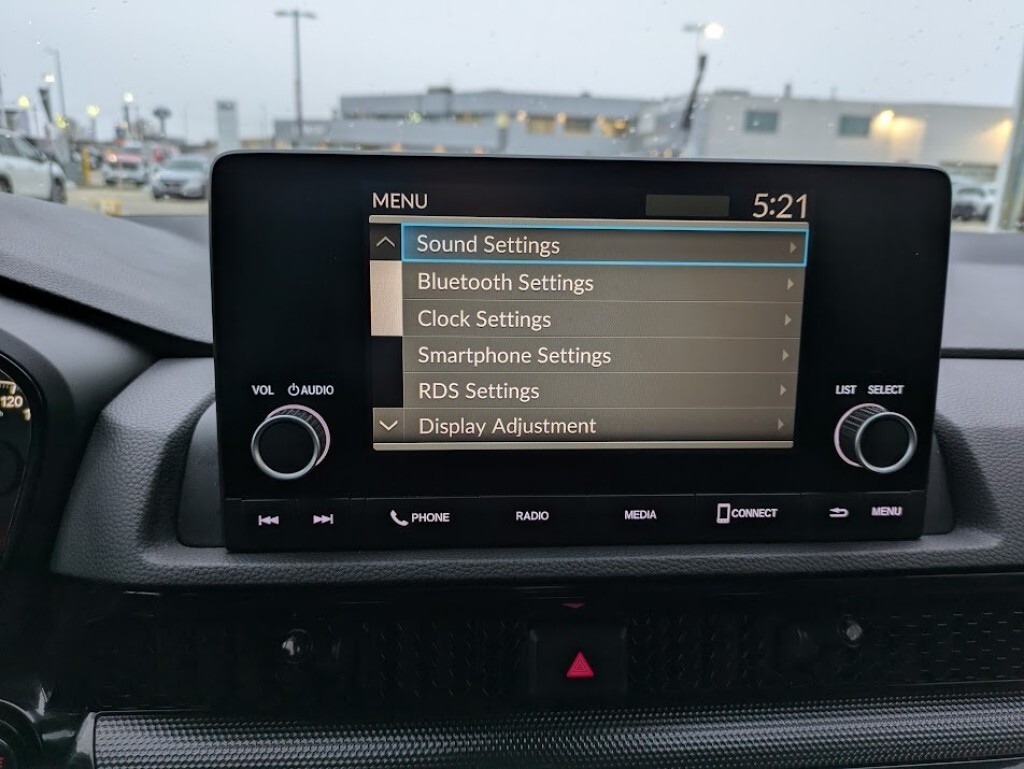 MENU 5:21
Sound Settings
Bluetooth Settings
Clock Settings
Smartphone Settings
RDS Settings
Display Adjustment
VOL AUDIO
LIST SELECT
PHONE RADIO MEDIA CONNECT MENU
120